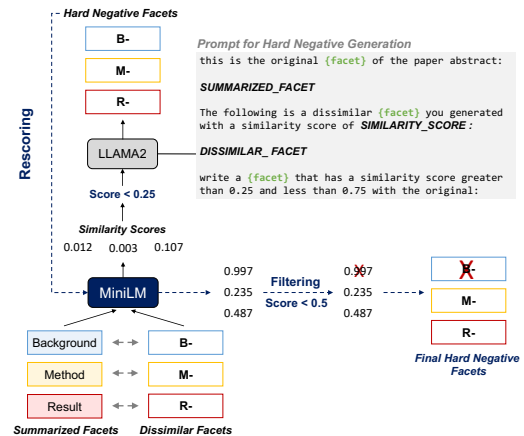 Hard Negative Facets
B-
M-
R-
Prompt for Hard Negative Generation
this is the original {facet} of the paper abstract:
SUMMARIZED_FACET
The following is a dissimilar {facet} you generated
with a similarity score of SIMILARITY_SCORE :
DISSIMILAR_ FACET
write a {facet} that has a similarity score greater
than 0.25 and less than 0.75 with the original:
Rescoring
LLAMA2
Score < 0.25
Similarity Scores
0.012 0.003 0.107
MiniLM
0.997
0.235
0.487
Filtering
Score < 0.5
0.997
0.235
0.487
B-
M-
R-
Final Hard Negative
Facets
Background B-
Method M-
Result R-
Summarized Facets Dissimilar Facets